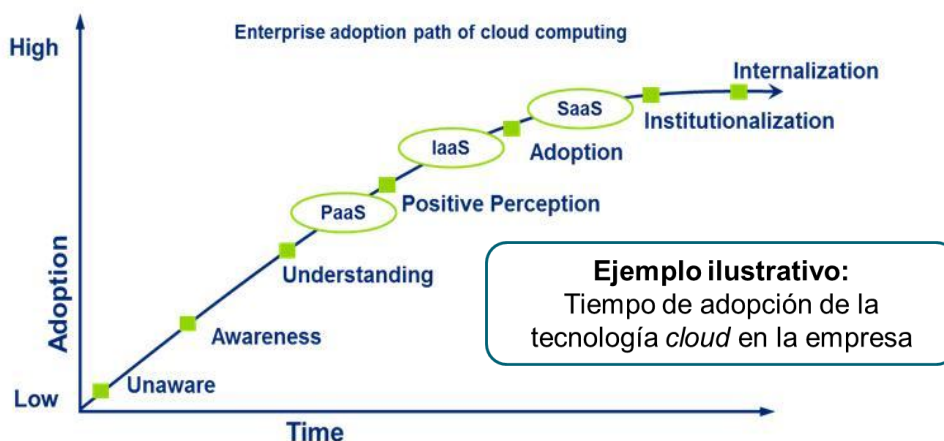 Enterprise adoption path of cloud computing
High
Internalization
SaaS
Institutionalization
IaaS
Adoption
Positive Perception
PaaS
Understanding
Ejemplo ilustrativo:
Tiempo de adopción de la
tecnología cloud en la empresa
Adoption
Awareness
Unaware
Low
Time